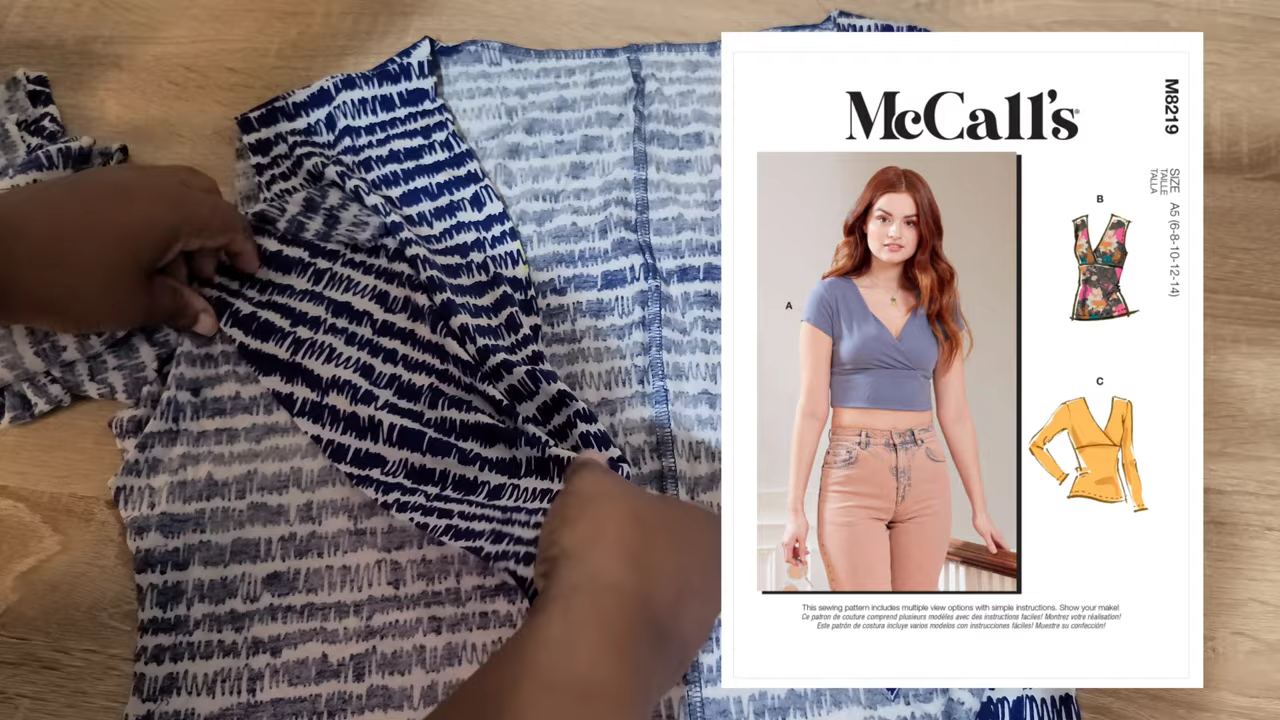 McCall's
M8219
SIZE A5 (6-8-10-12-14)
TAILLE
TALLA
A
B
C
This sewing pattern includes multiple view options with simple instructions. Show your make!
Ce patron de couture comprend plusieurs modèles avec des instructions faciles! Montrez votre réalisation!
Este patrón de costura incluye varios modelos con instrucciones fáciles! Muestre su confección!